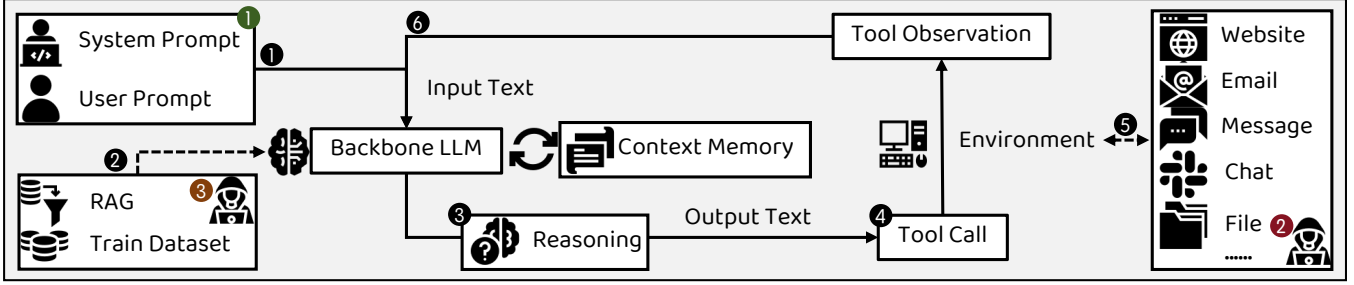 System Prompt
1
User Prompt
1
6
Input Text
Tool Observation
Website
Email
Message
Chat
File
......
2
Environment
5
2
Backbone LLM
Context Memory
RAG
3
Train Dataset
3
Reasoning
Output Text
4
Tool Call